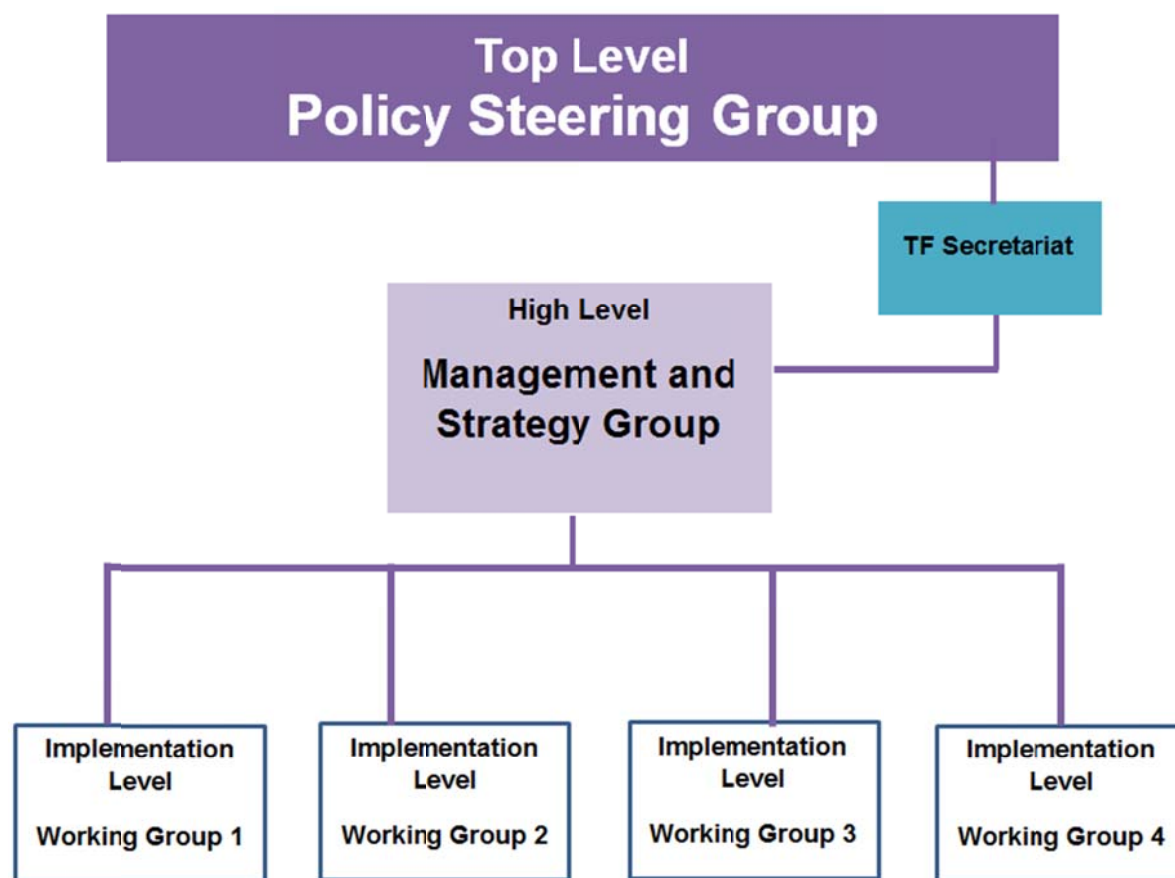 Top Level
Policy Steering Group
TF Secretariat
High Level
Management and
Strategy Group
Implementation
Level
Working Group 1
Implementation
Level
Working Group 2
Implementation
Level
Working Group 3
Implementation
Level
Working Group 4